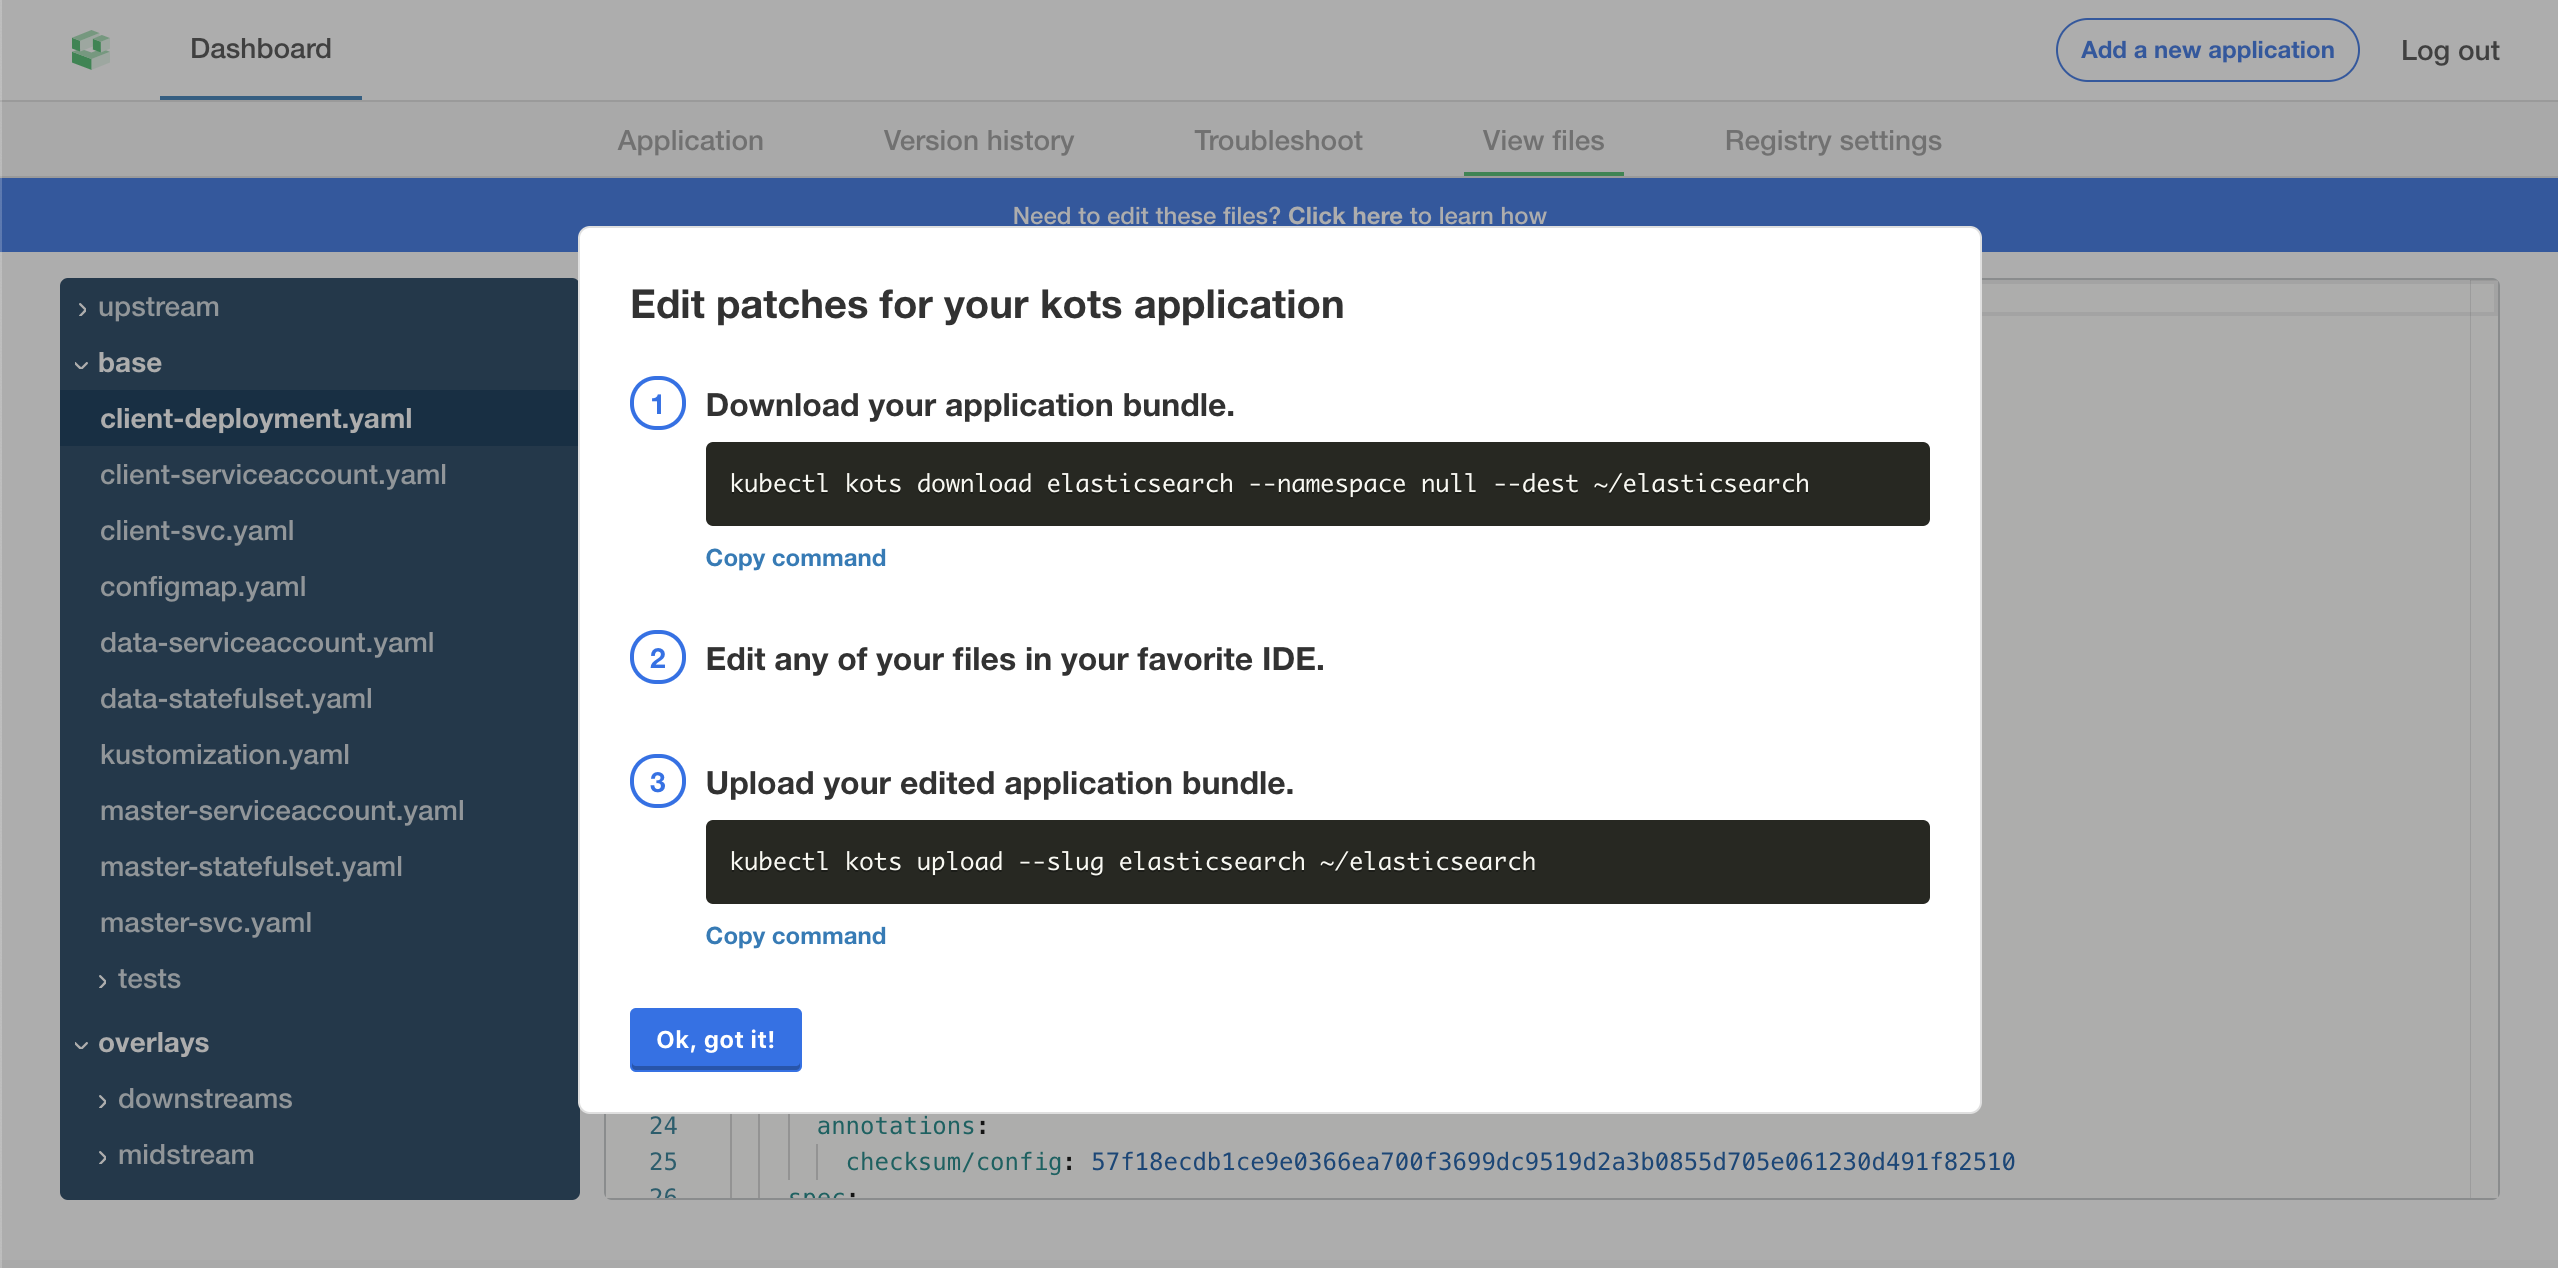 Dashboard
Add a new application
Log out
Application
Version history
Troubleshoot
View files
Registry settings
Need to edit these files? Click here to learn how
upstream
base
client-deployment.yaml
client-serviceaccount.yaml
client-svc.yaml
configmap.yaml
data-serviceaccount.yaml
data-statefulset.yaml
kustomization.yaml
master-serviceaccount.yaml
master-statefulset.yaml
master-svc.yaml
tests
overlays
downstreams
midstream
Edit patches for your kots application
1 Download your application bundle.
kubectl kots download elasticsearch --namespace null --dest ~/elasticsearch
Copy command
2 Edit any of your files in your favorite IDE.
3 Upload your edited application bundle.
kubectl kots upload --slug elasticsearch ~/elasticsearch
Copy command
Ok, got it!
24 annotations:
25 checksum/config: 57f18ecdb1ce9e0366ea700f3699dc9519d2a3b0855d705e061230d491f82510
26 spec: